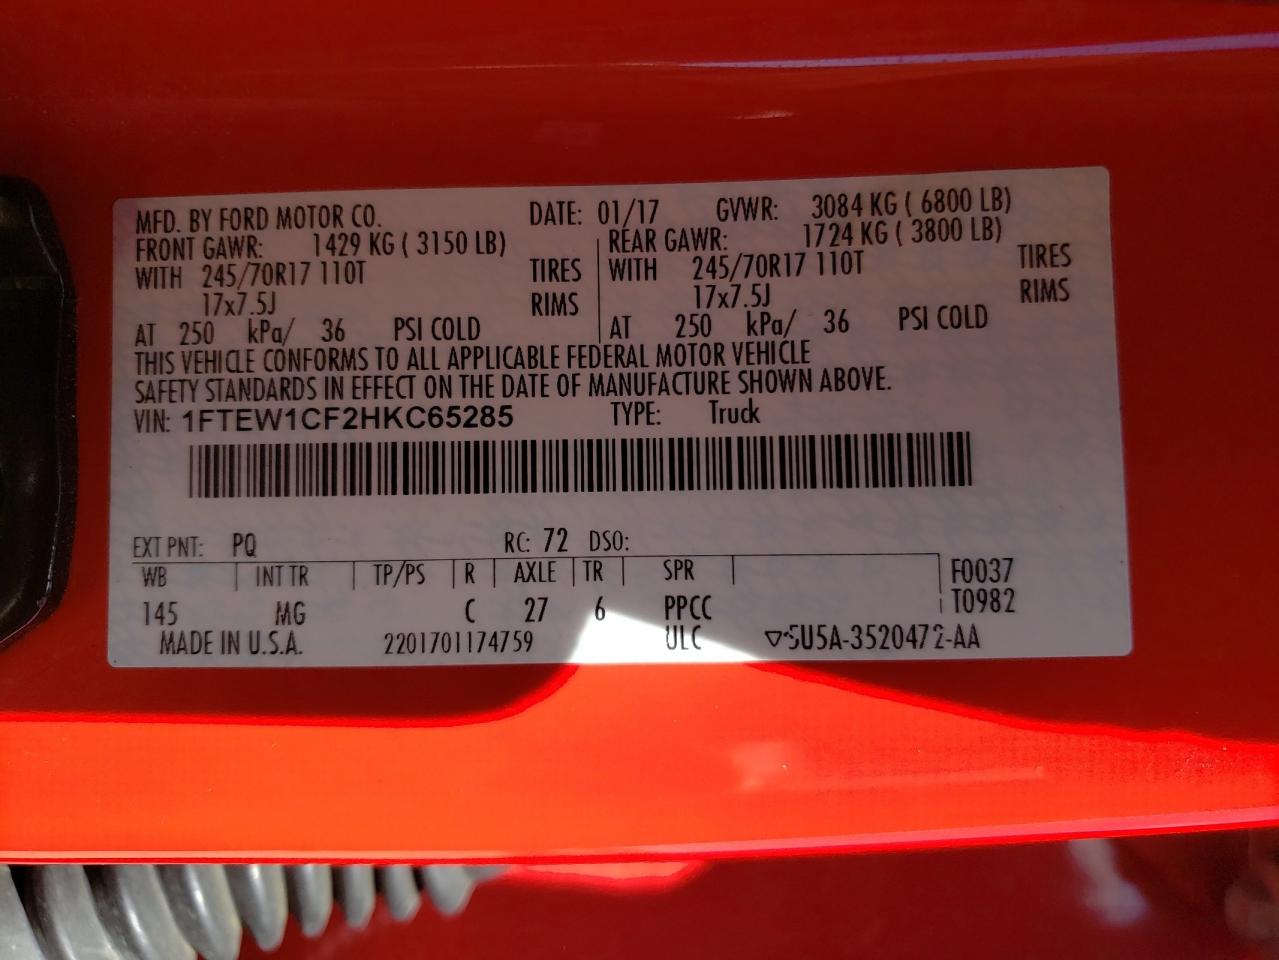 MFD. BY FORD MOTOR CO. DATE: 01/17 GVWR: 3084 KG ( 6800 LB)
FRONT GAWR: 1429 KG ( 3150 LB) REAR GAWR: 1724 KG ( 3800 LB)
WITH 245/70R17 110T TIRES WITH 245/70R17 110T TIRES
17x7.5J RIMS 17x7.5J RIMS
AT 250 kPa/ 36 PSI COLD AT 250 kPa/ 36 PSI COLD
THIS VEHICLE CONFORMS TO ALL APPLICABLE FEDERAL MOTOR VEHICLE
SAFETY STANDARDS IN EFFECT ON THE DATE OF MANUFACTURE SHOWN ABOVE.
VIN: 1FTEW1CF2HKC65285 TYPE: Truck
EXT PNT: PQ RC: 72 DSO:
WB INT TR TP/PS R AXLE TR SPR F0037
145 MG C 27 6 PPCC T0982
MADE IN U.S.A. 2201701174759 ULC 5U5A-3520472-AA